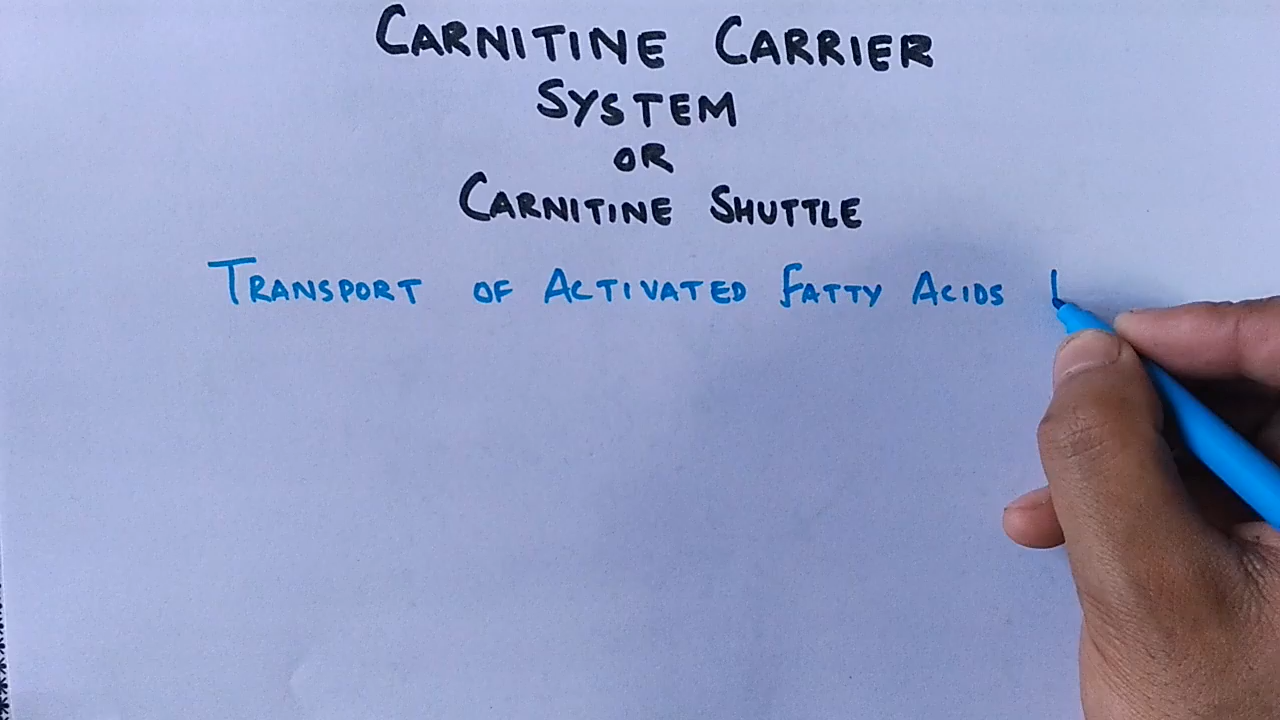 CARNITINE CARRIER
SYSTEM
OR
CARNITINE SHUTTLE
TRANSPORT OF ACTIVATED FATTY ACIDS